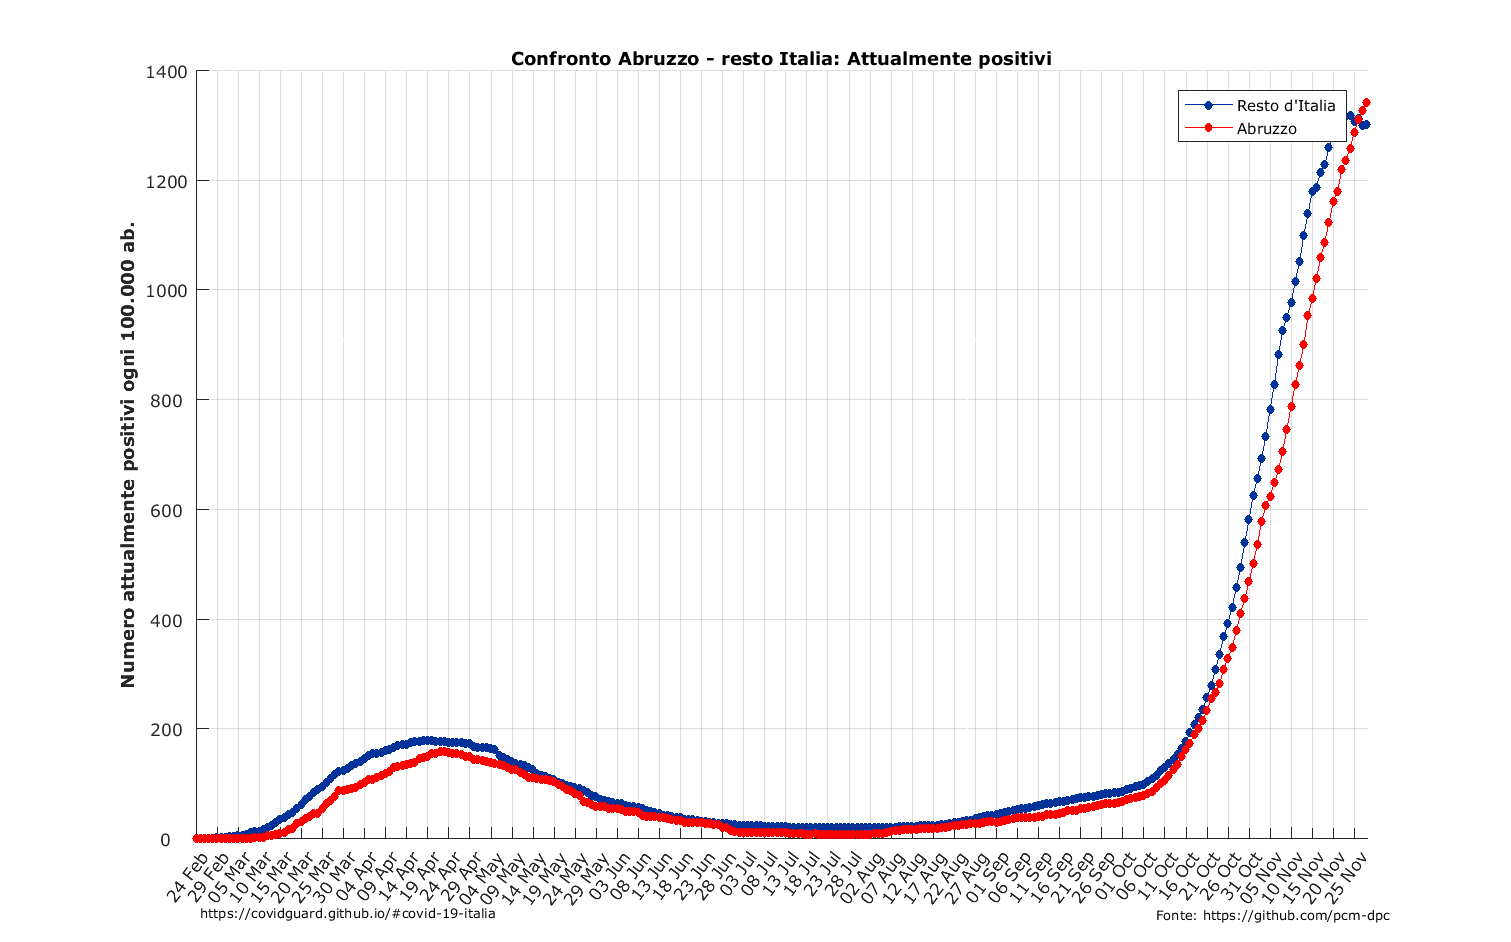 Confronto Abruzzo - resto Italia: Attualmente positivi
Numero attualmente positivi ogni 100.000 ab.
1400
1200
1000
800
600
400
200
0
Resto d'Italia
Abruzzo
24 Feb
29 Feb
05 Mar
10 Mar
15 Mar
20 Mar
25 Mar
30 Mar
04 Apr
09 Apr
14 Apr
19 Apr
24 Apr
29 Apr
04 May
09 May
14 May
19 May
24 May
29 May
03 Jun
08 Jun
13 Jun
18 Jun
23 Jun
28 Jun
03 Jul
08 Jul
13 Jul
18 Jul
23 Jul
28 Jul
02 Aug
07 Aug
12 Aug
17 Aug
22 Aug
27 Aug
01 Sep
06 Sep
11 Sep
16 Sep
21 Sep
26 Sep
01 Oct
06 Oct
11 Oct
16 Oct
21 Oct
26 Oct
31 Oct
05 Nov
10 Nov
15 Nov
20 Nov
25 Nov
https://covidguard.github.io/#covid-19-italia
Fonte: https://github.com/pcm-dpc